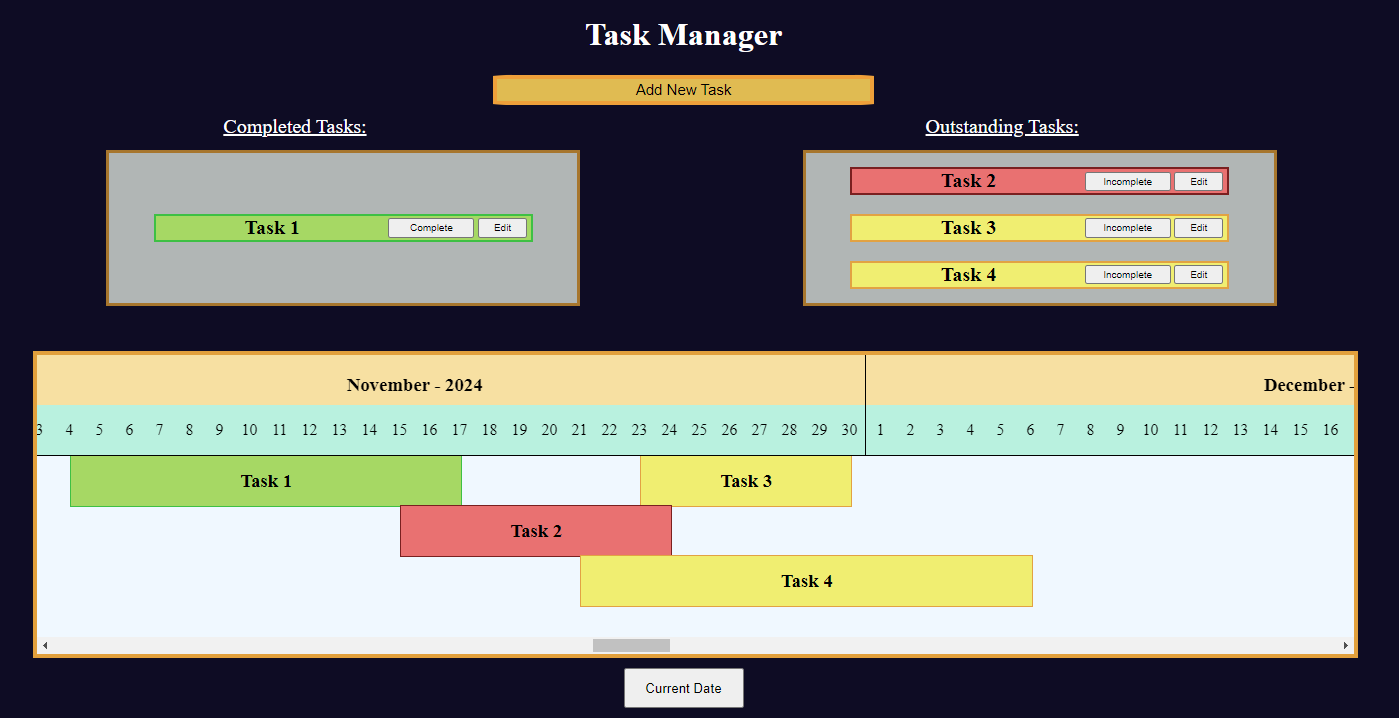 Task Manager
Add New Task
Completed Tasks:
Outstanding Tasks:
Task 1 Complete Edit
Task 2 Incomplete Edit
Task 3 Incomplete Edit
Task 4 Incomplete Edit
November - 2024 December -
3 4 5 6 7 8 9 10 11 12 13 14 15 16 17 18 19 20 21 22 23 24 25 26 27 28 29 30 1 2 3 4 5 6 7 8 9 10 11 12 13 14 15 16
Task 1 Task 3
Task 2
Task 4
Current Date